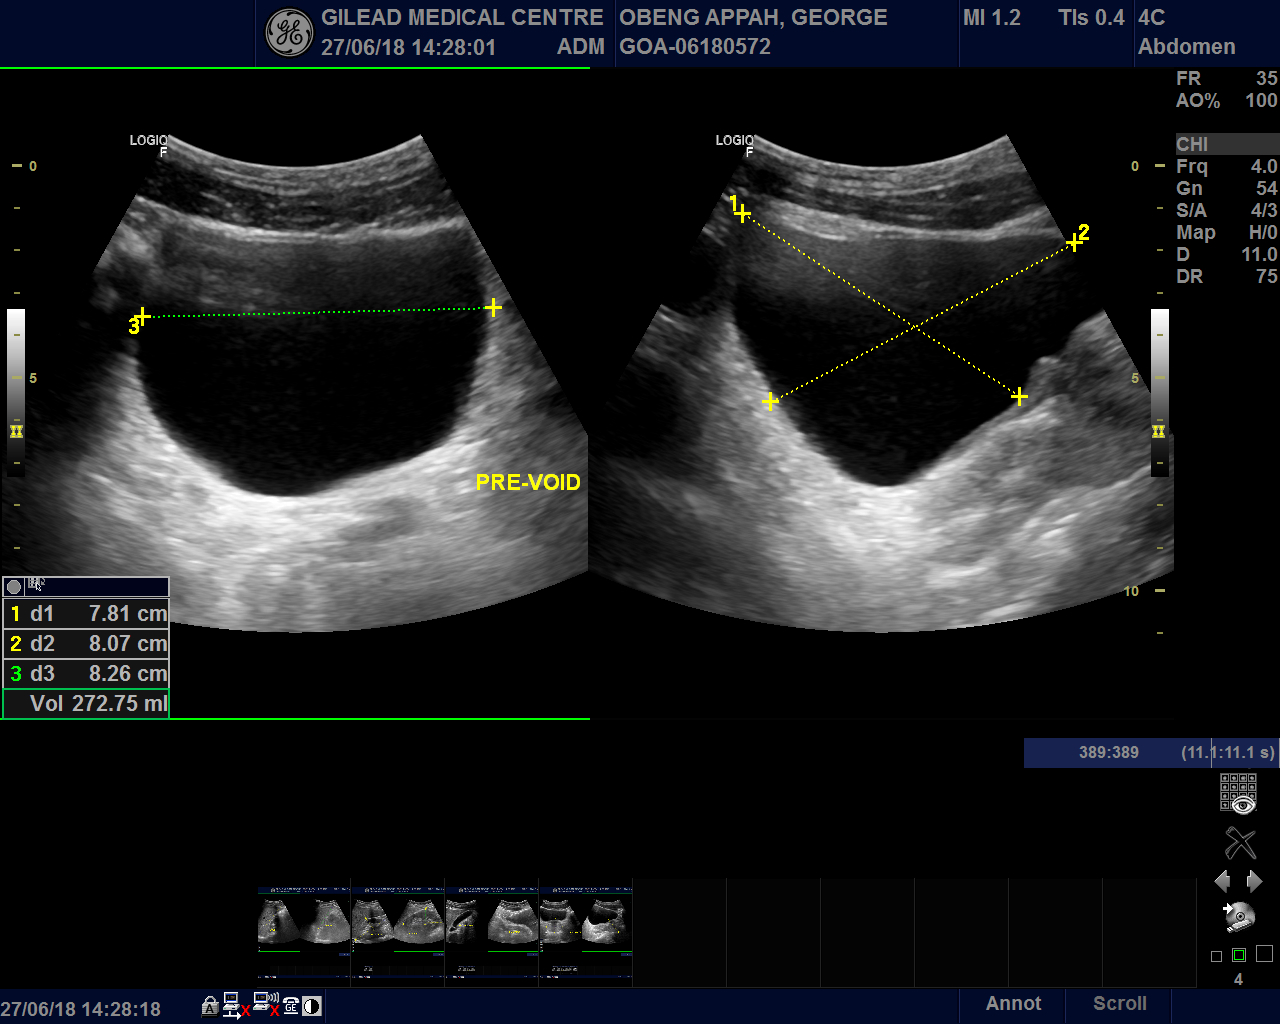 GILEAD MEDICAL CENTRE
27/06/18 14:28:01 ADM
OBENG APPAH, GEORGE
GOA-06180572
MI 1.2 TIs 0.4
4C
Abdomen
FR 35
AO% 100
CHI
Frq 4.0
Gn 54
S/A 4/3
Map H/0
D 11.0
DR 75
LOGIQ
F
LOGIQ
F
0
5
0
5
10
1
2
3
PRE-VOID
1 d1 7.81 cm
2 d2 8.07 cm
3 d3 8.26 cm
Vol 272.75 ml
389:389 (11.1:11.1 s)
4
27/06/18 14:28:18
Annot
Scroll